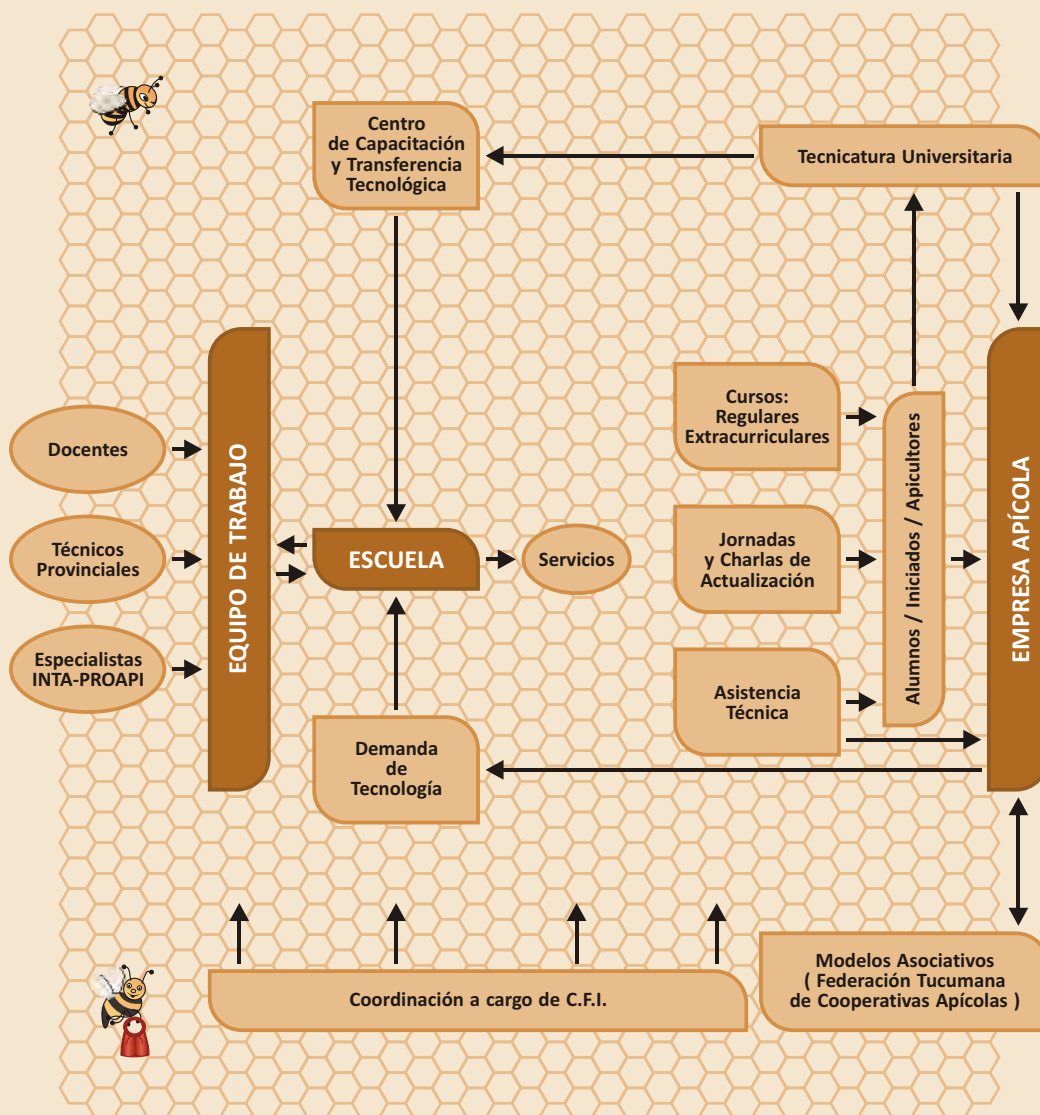 Centro
de Capacitación
y Transferencia
Tecnológica
Tecnicatura Universitaria
Docentes
Técnicos
Provinciales
Especialistas
INTA-PROAPI
EQUIPO DE TRABAJO
ESCUELA
Servicios
Demanda
de
Tecnología
Cursos:
Regulares
Extracurriculares
Jornadas
y Charlas de
Actualización
Asistencia
Técnica
Alumnos / Iniciados / Apicultores
EMPRESA APÍCOLA
Coordinación a cargo de C.F.I.
Modelos Asociativos
( Federación Tucumana
de Cooperativas Apícolas )